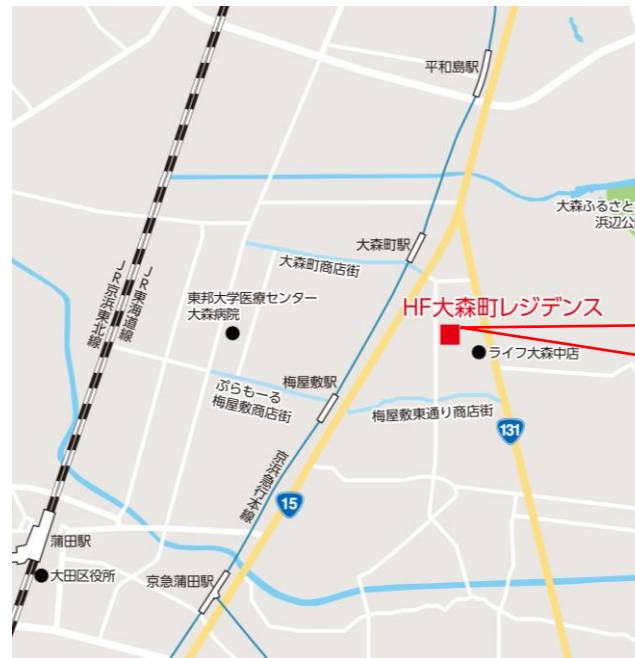 平和島駅
大森ふるさと
浜辺公
大森町駅
大森町商店街
JR東海道線
JR京浜東北線
東邦大学医療センター
大森病院
HF大森町レジデンス
ライフ大森中店
梅屋敷駅
ぷらもーる
梅屋敷商店街
梅屋敷東通り商店街
131
京浜急行本線
15
蒲田駅
大田区役所
京急蒲田駅